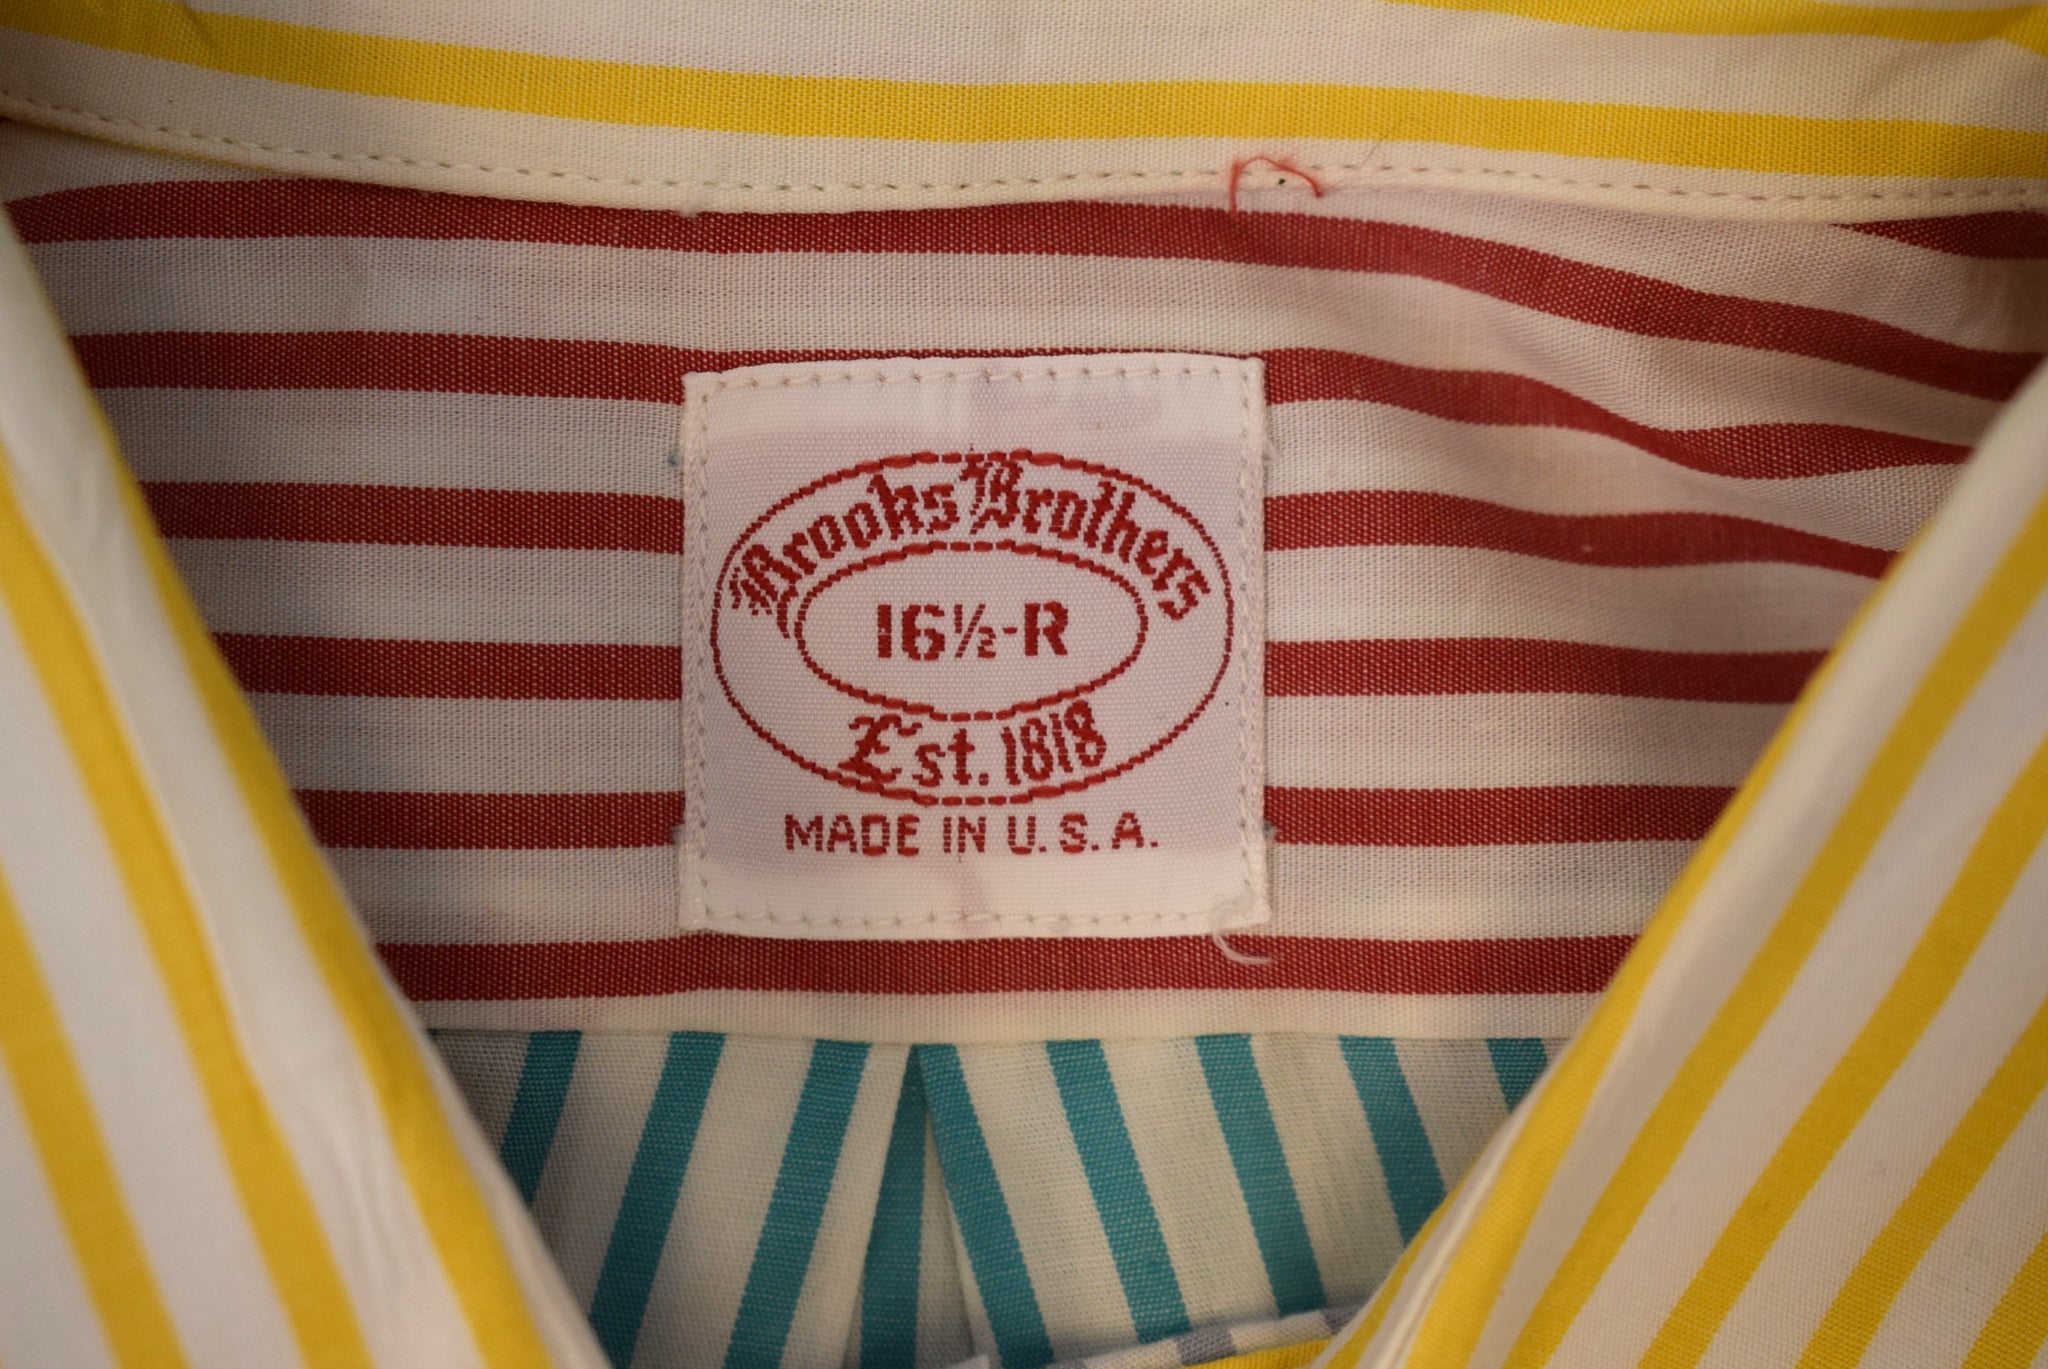 Brooks Brothers
16½-R
Est. 1818
MADE IN U.S.A.